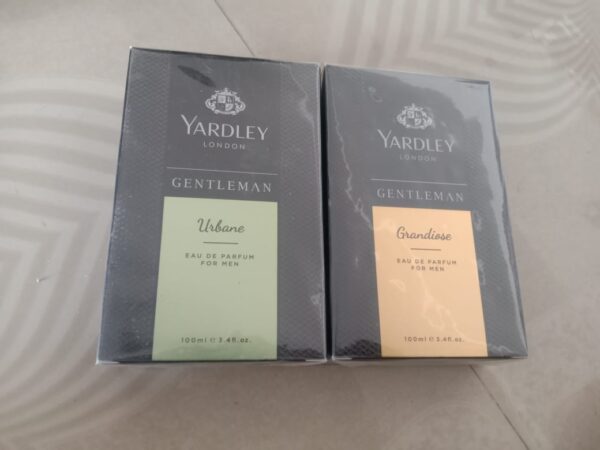 YARDLEY
LONDON
GENTLEMAN
Urbane
EAU DE PARFUM
FOR MEN
100ml ℮ 3.4fl.oz.
YARDLEY
LONDON
GENTLEMAN
Grandiose
EAU DE PARFUM
FOR MEN
100ml ℮ 3.4fl.oz.